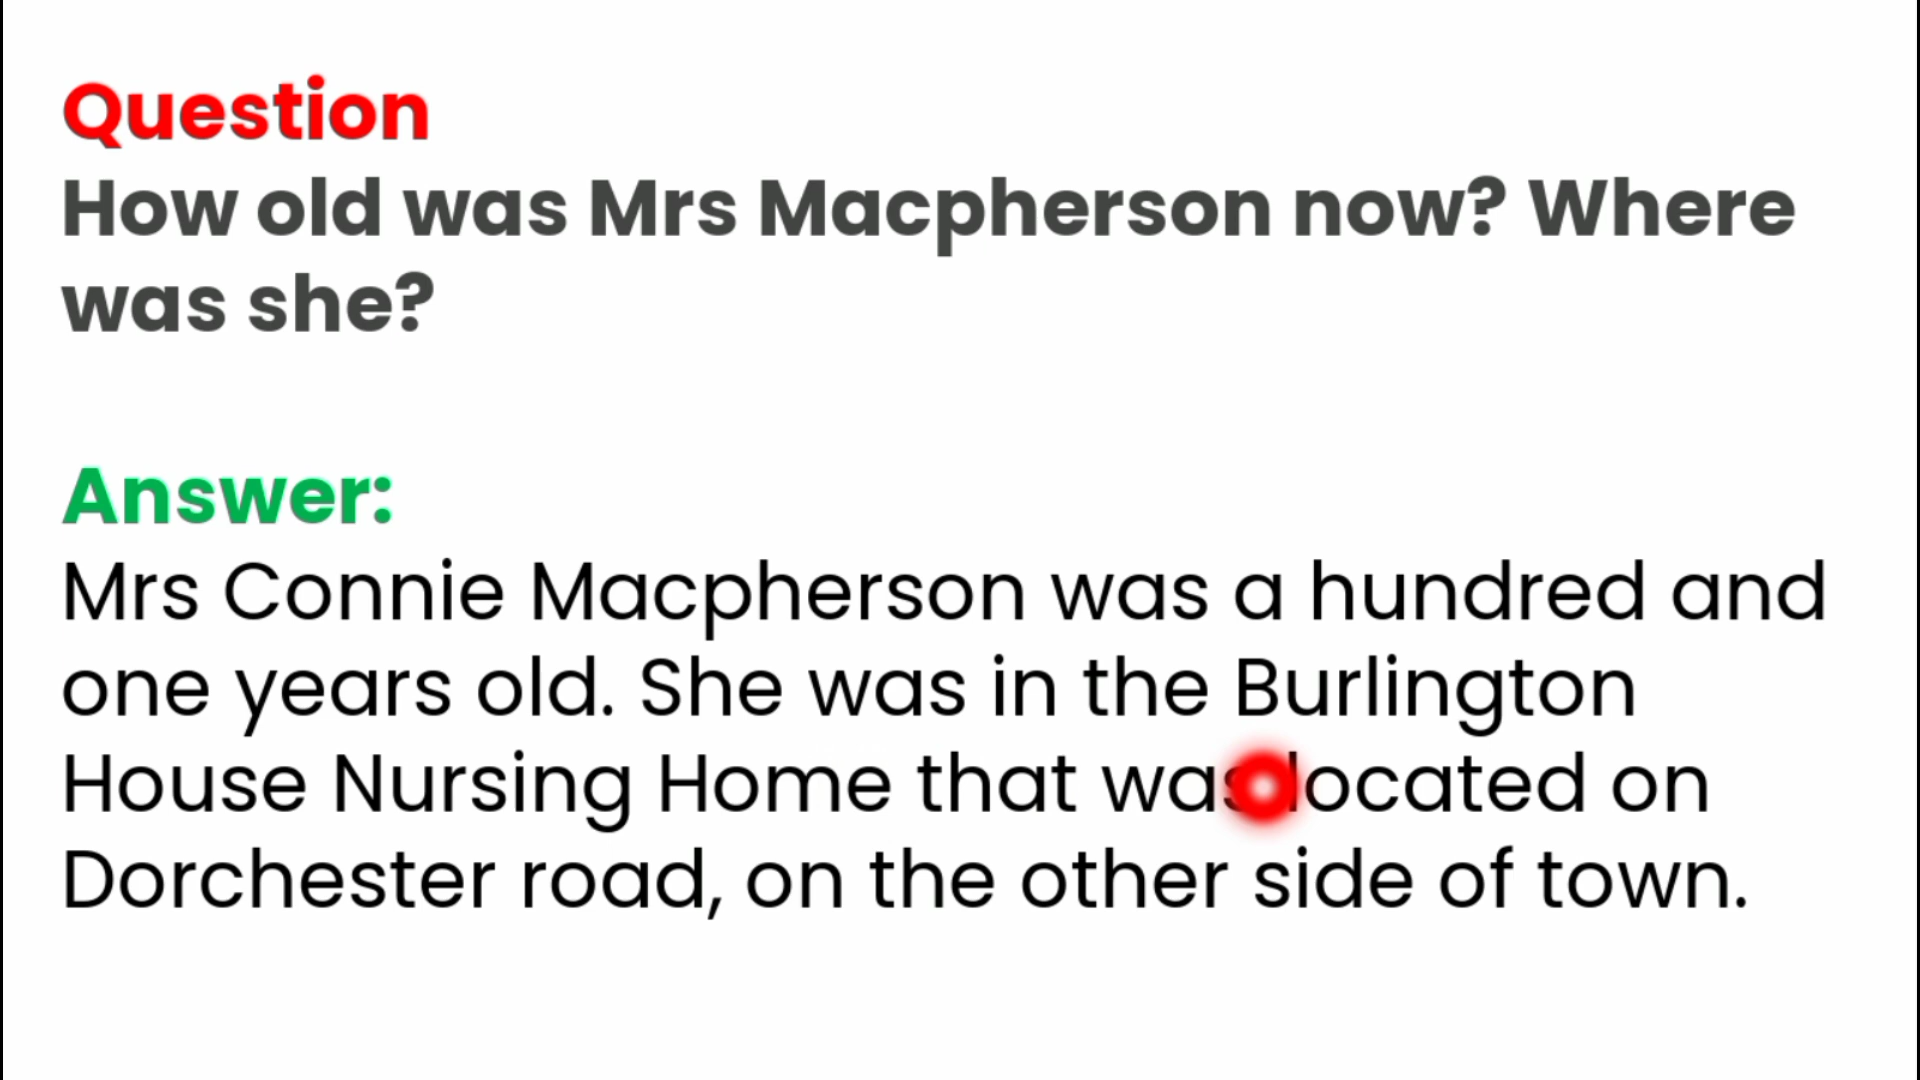 Question
How old was Mrs Macpherson now? Where
was she?
Answer:
Mrs Connie Macpherson was a hundred and
one years old. She was in the Burlington
House Nursing Home that was located on
Dorchester road, on the other side of town.